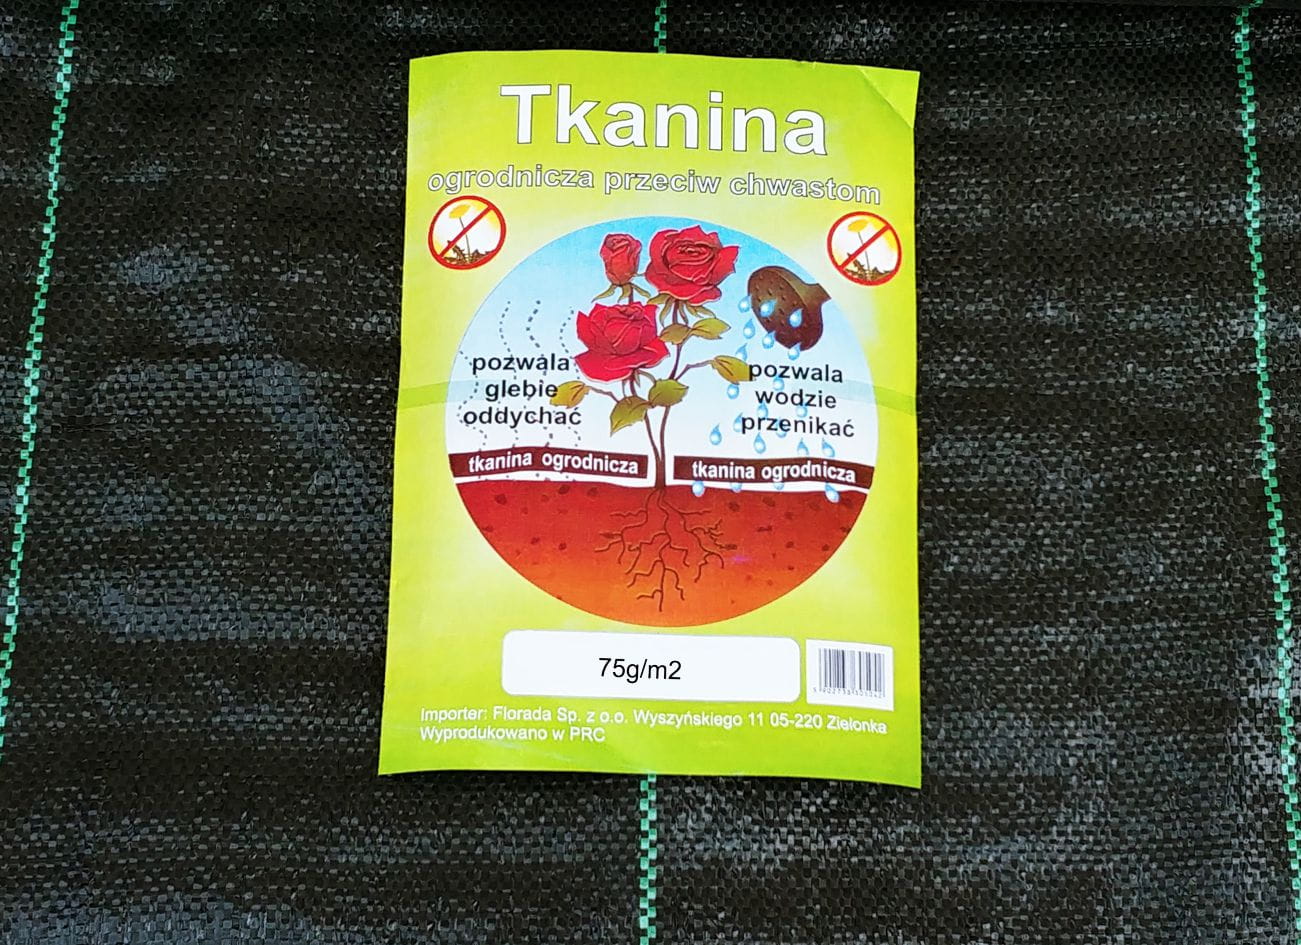 Tkanina
ogrodnicza przeciw chwastom
pozwala
glebie
oddychać
pozwala
wodzie
przenikać
tkanina ogrodnicza
tkanina ogrodnicza
75g/m2
Importer: Florada Sp. z o.o. Wyszyńskiego 11 05-220 Zielonka
Wyprodukowano w PRC